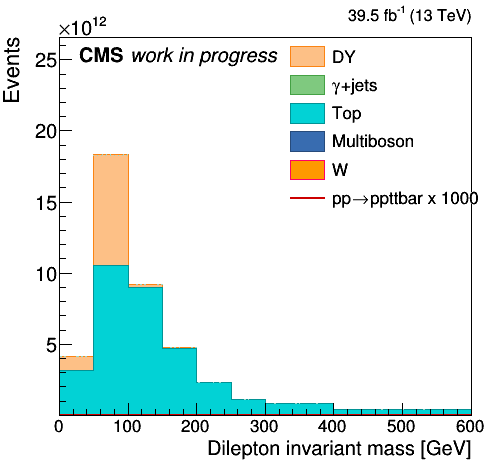 39.5 fb⁻¹ (13 TeV)
×10¹²
CMS work in progress
Events
25
20
15
10
5
DY
γ+jets
Top
Multiboson
W
pp→ppttbar x 1000
0 100 200 300 400 500 600
Dilepton invariant mass [GeV]